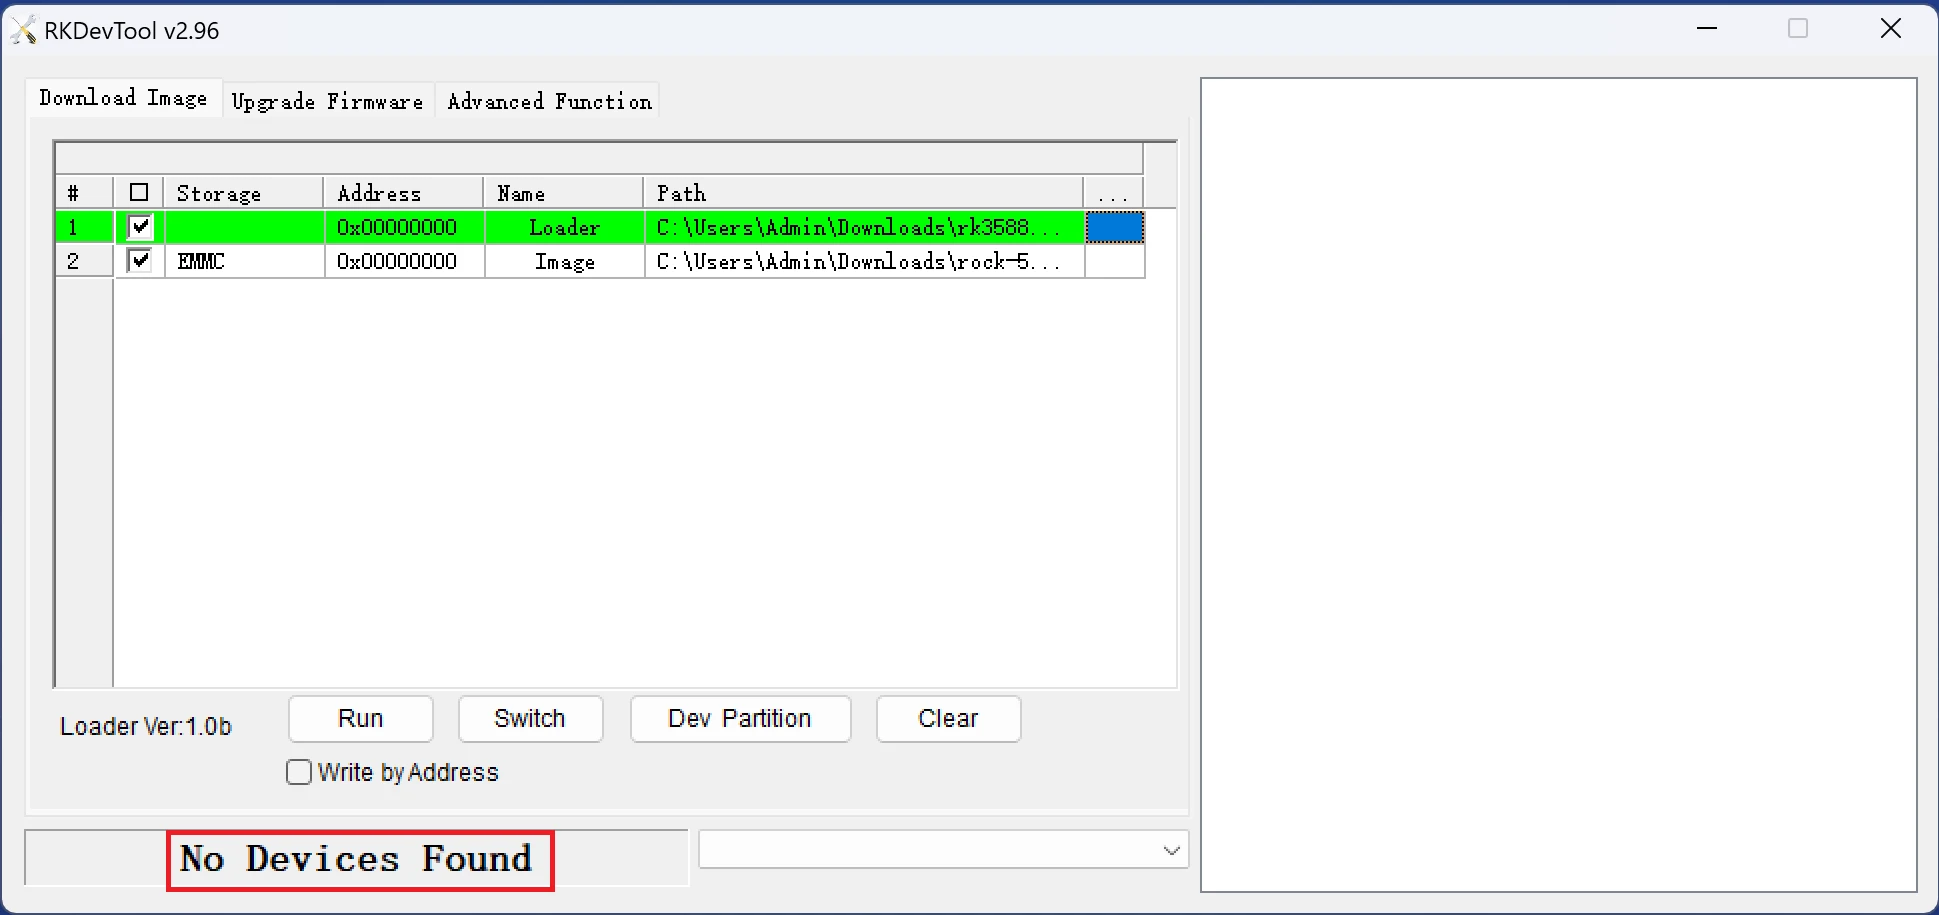 RKDevTool v2.96
Download Image Upgrade Firmware Advanced Function
# Storage Address Name Path ...
1 0x00000000 Loader C:\Users\Admin\Downloads\rk3588...
2 EMMC 0x00000000 Image C:\Users\Admin\Downloads\rock-5...
Loader Ver:1.0b Run Switch Dev Partition Clear
Write by Address
No Devices Found